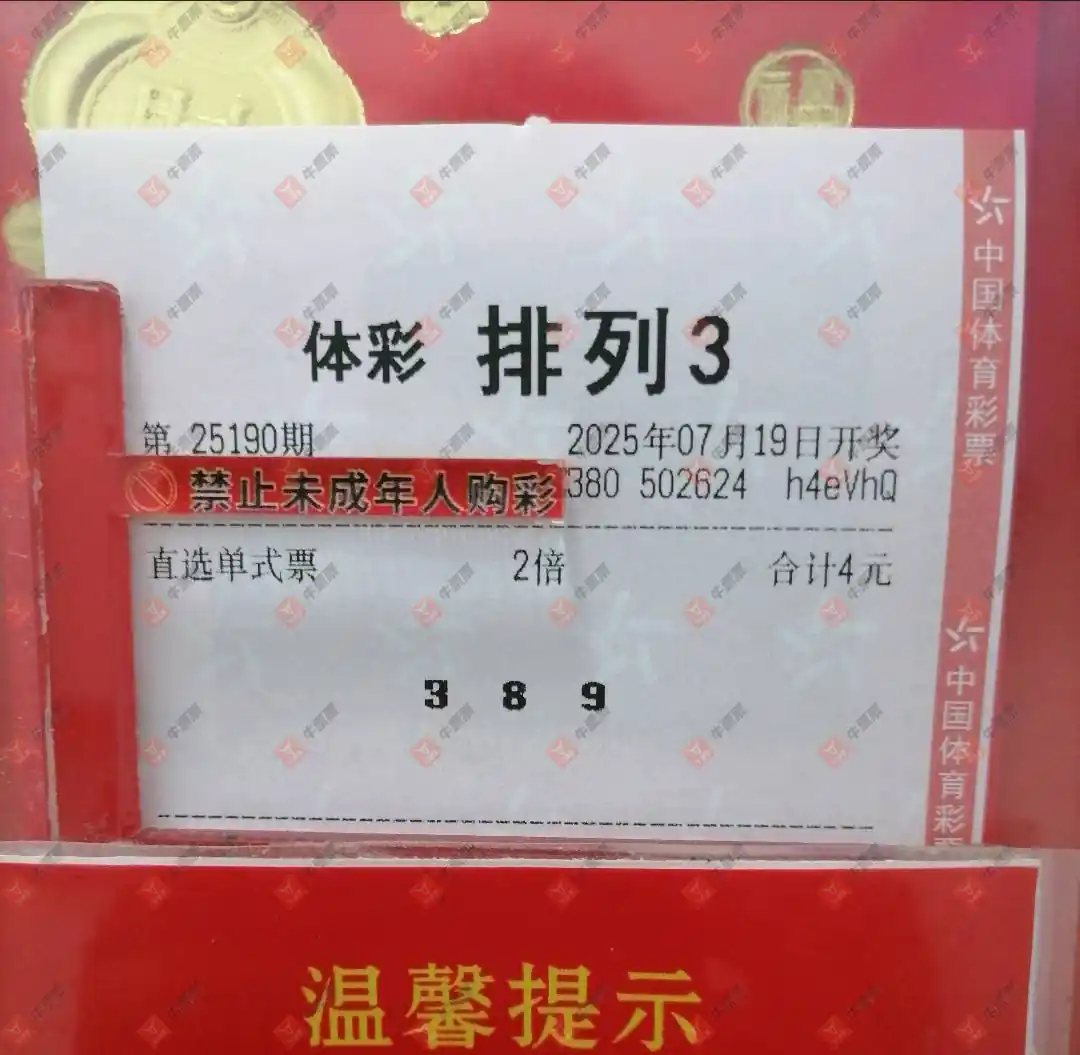 体彩 排列3
第 25190期 2025年07月19日开奖
380 502624 h4eVhQ
禁止未成年人购彩
直选单式票 2倍 合计4元
3 8 9
中国体育彩票
中国体育彩票
温馨提示
牛票票